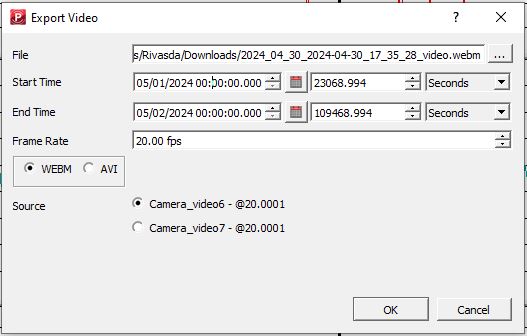 P Export Video ? ×
File s/Rivasda/Downloads/2024_04_30_2024-04-30_17_35_28_video.webm ...
Start Time 05/01/2024 00:00:00.000 23068.994 Seconds
End Time 05/02/2024 00:00:00.000 109468.994 Seconds
Frame Rate 20.00 fps
WEBM AVI
Source Camera_video6 - @20.0001
Camera_video7 - @20.0001
OK Cancel